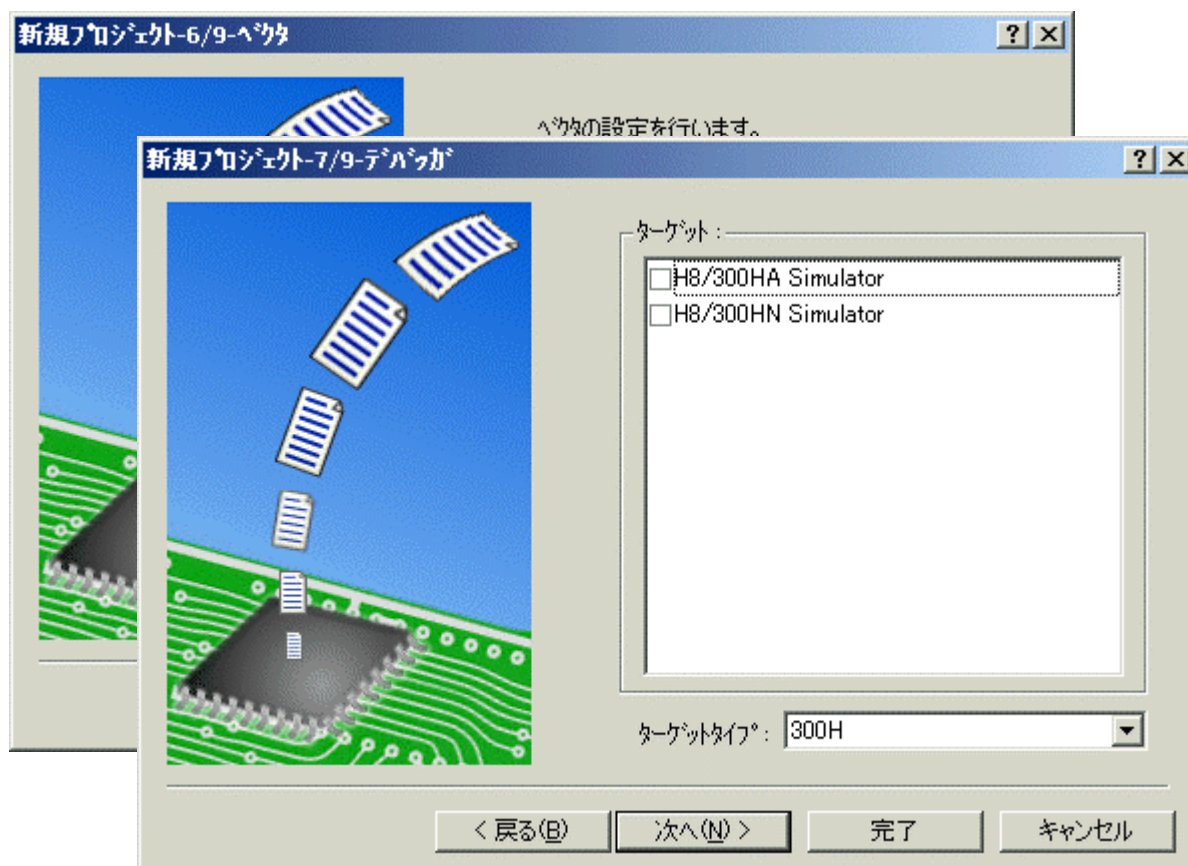 新規ﾌﾟﾛｼﾞｪｸﾄ-6/9-ﾍﾞｸﾀ
ﾍﾞｸﾀの設定を行います。
新規ﾌﾟﾛｼﾞｪｸﾄ-7/9-ﾃﾞﾊﾞｯｶﾞ
ﾀｰｹﾞｯﾄ :
H8/300HA Simulator
H8/300HN Simulator
ﾀｰｹﾞｯﾄﾀｲﾌﾟ : 300H
< 戻る(B) 次へ(N) > 完了 キャンセル